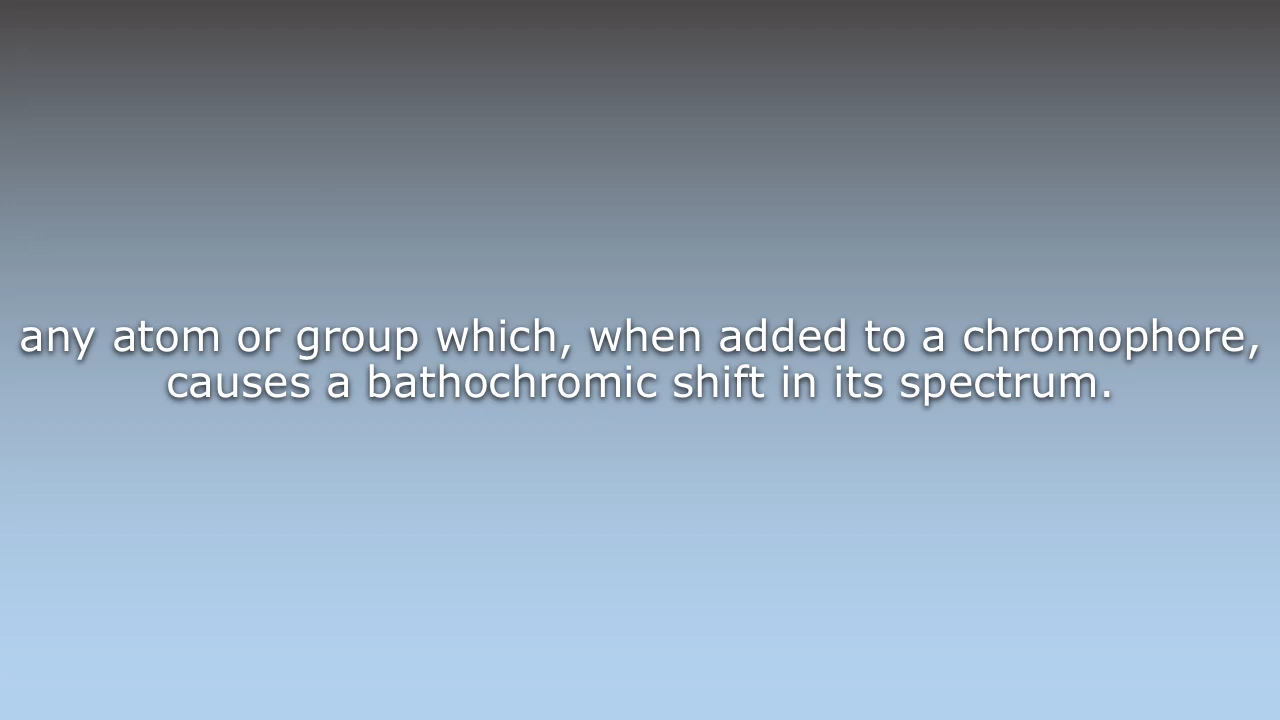 any atom or group which, when added to a chromophore,
causes a bathochromic shift in its spectrum.